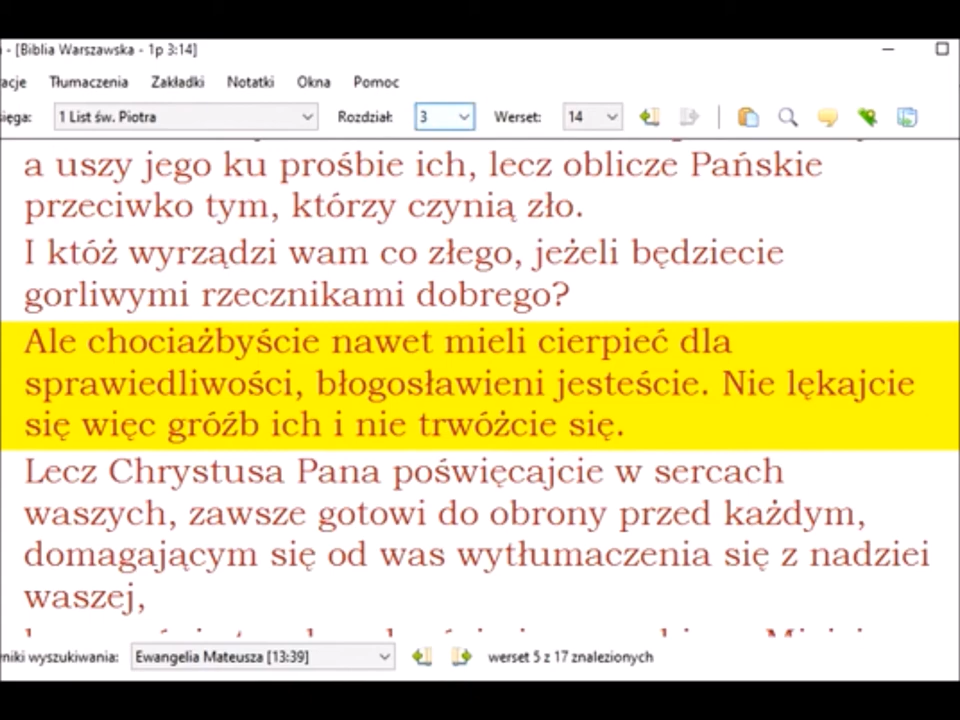 - [Biblia Warszawska - 1p 3:14]
acje Tłumaczenia Zakładki Notatki Okna Pomoc
sięga: 1 List św. Piotra Rozdział: 3 Werset: 14
a uszy jego ku prośbie ich, lecz oblicze Pańskie
przeciwko tym, którzy czynią zło.
I któż wyrządzi wam co złego, jeżeli będziecie
gorliwymi rzecznikami dobrego?
Ale chociażbyście nawet mieli cierpieć dla
sprawiedliwości, błogosławieni jesteście. Nie lękajcie
się więc gróźb ich i nie trwóżcie się.
Lecz Chrystusa Pana poświęcajcie w sercach
waszych, zawsze gotowi do obrony przed każdym,
domagającym się od was wytłumaczenia się z nadziei
waszej,
niki wyszukiwania: Ewangelia Mateusza [13:39] werset 5 z 17 znalezionych